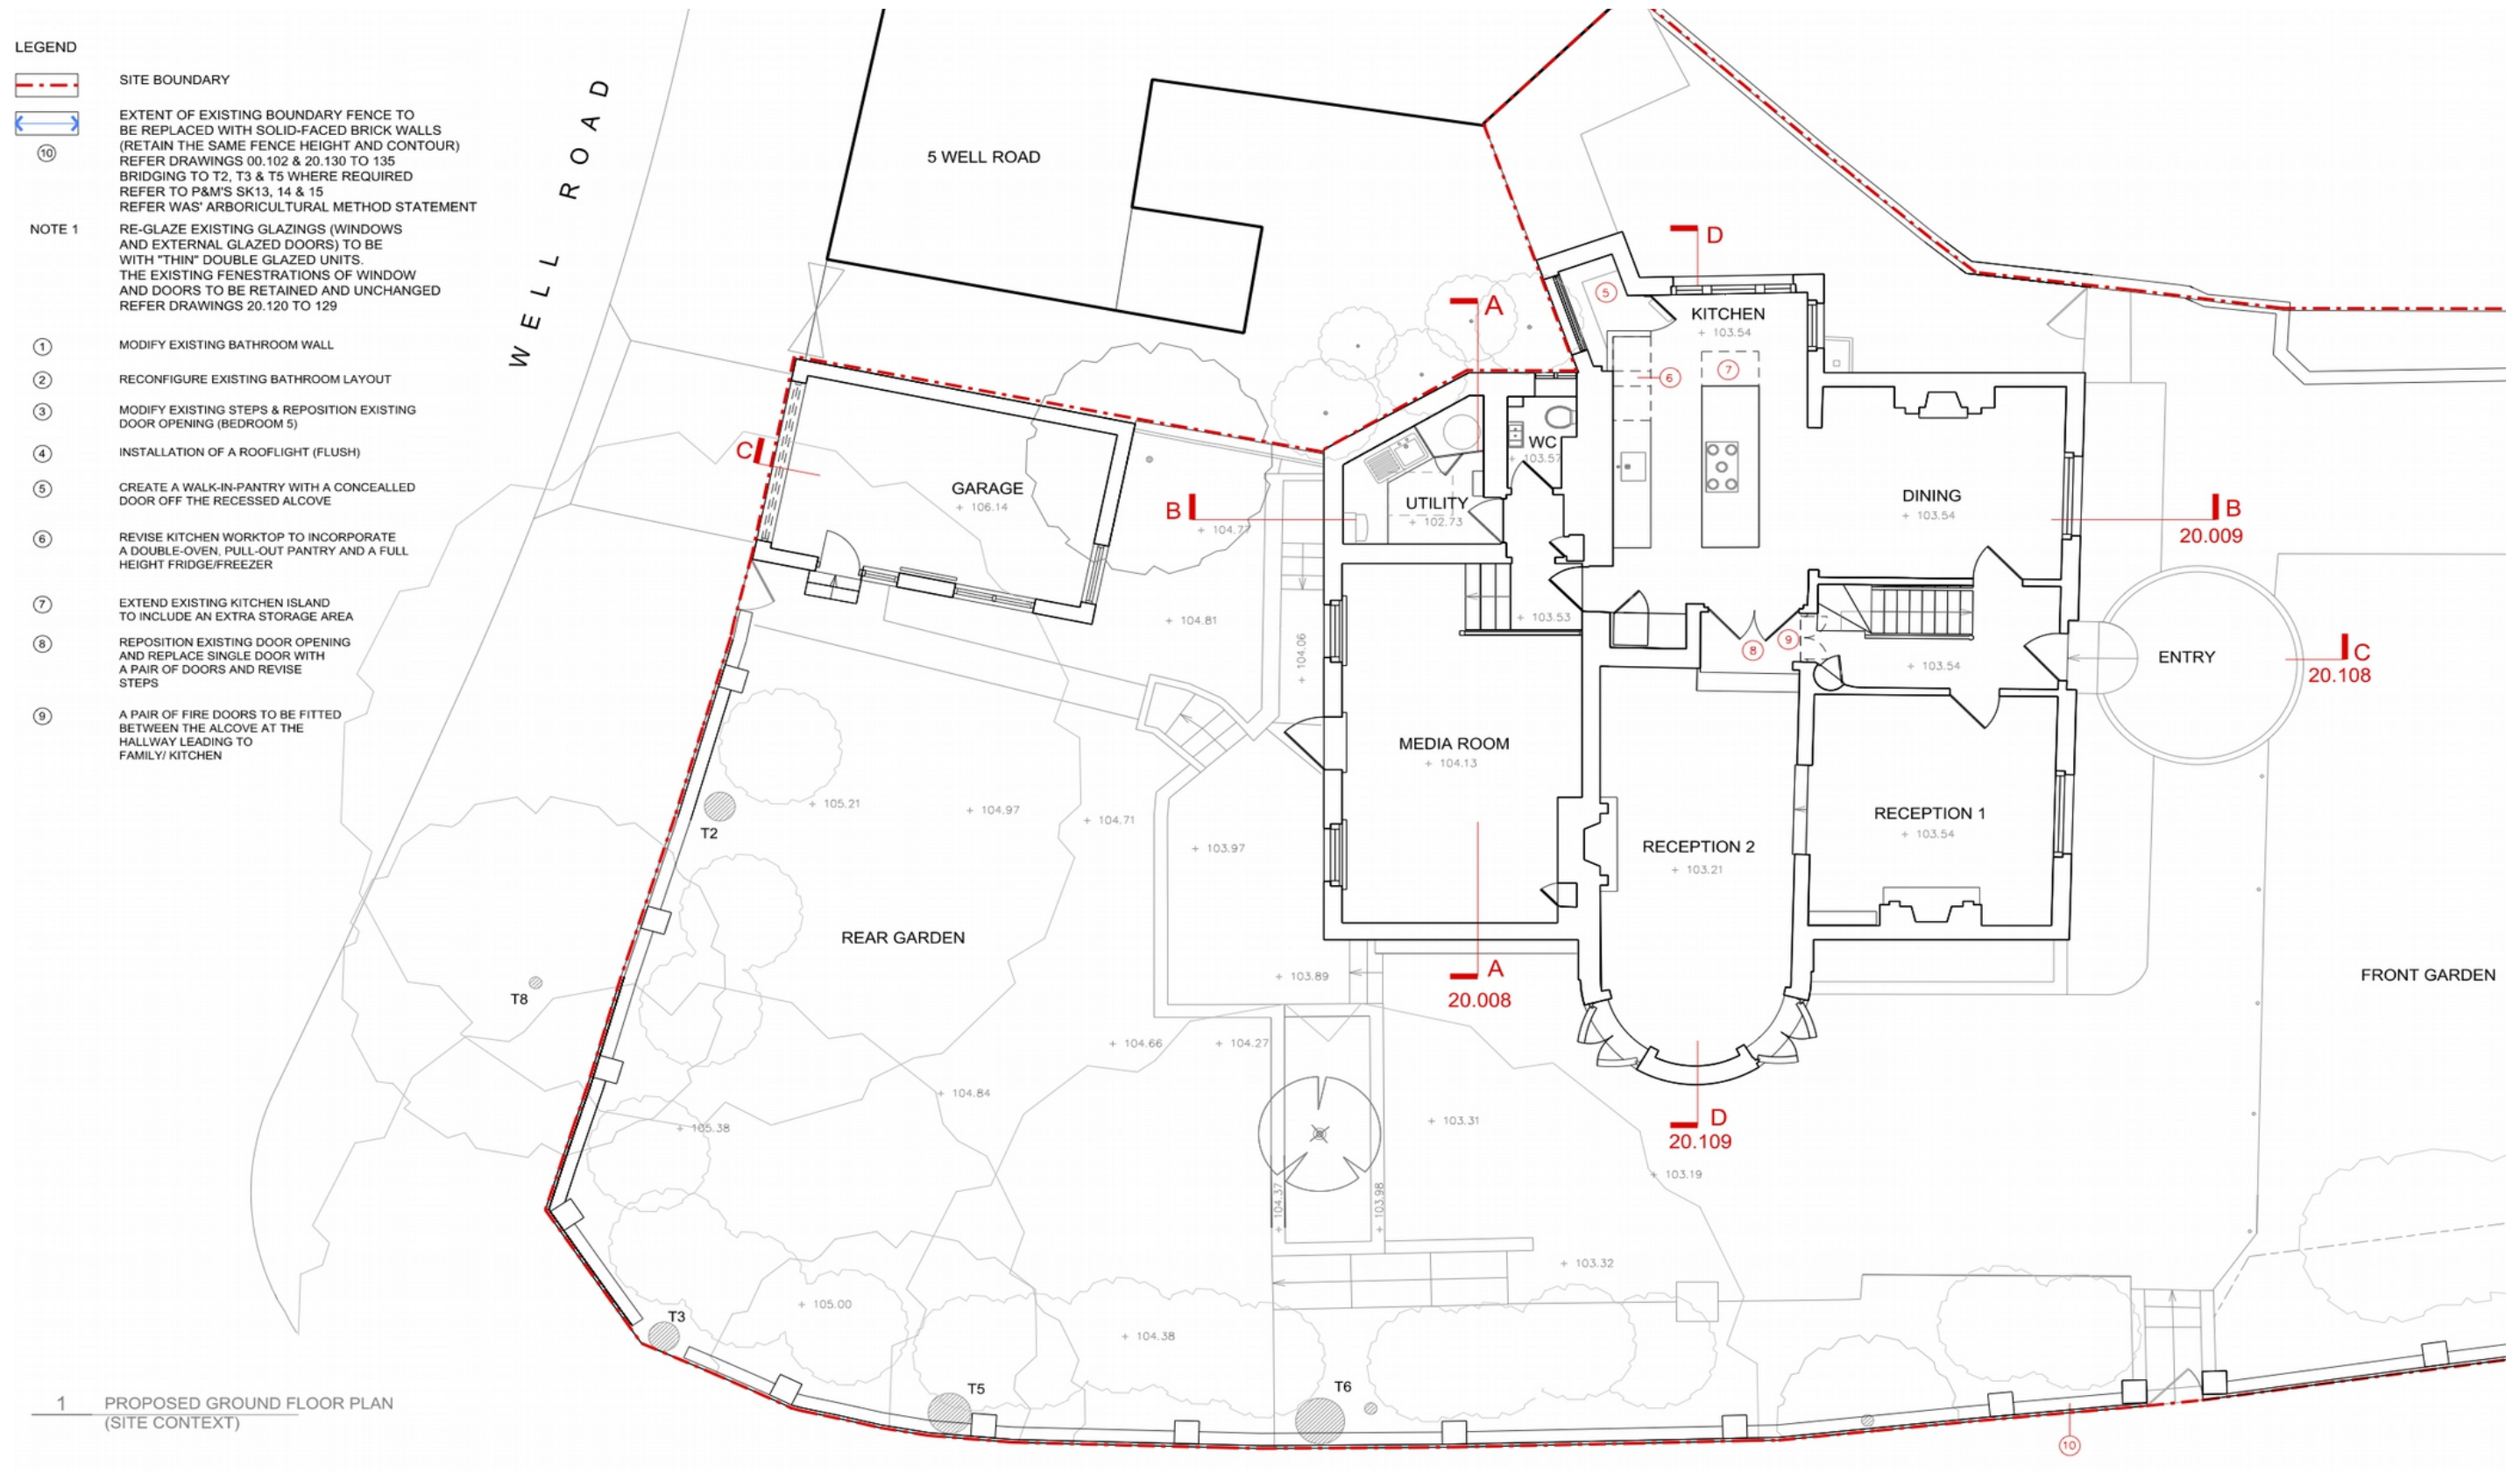 LEGEND
SITE BOUNDARY
EXTENT OF EXISTING BOUNDARY FENCE TO
BE REPLACED WITH SOLID-FACED BRICK WALLS
(RETAIN THE SAME FENCE HEIGHT AND CONTOUR)
10
REFER DRAWINGS 00.102 & 20.130 TO 135
BRIDGING TO T2, T3 & T5 WHERE REQUIRED
REFER TO P&M'S SK13, 14 & 15
REFER WAS' ARBORICULTURAL METHOD STATEMENT
NOTE 1
RE-GLAZE EXISTING GLAZINGS (WINDOWS
AND EXTERNAL GLAZED DOORS) TO BE
WITH "THIN" DOUBLE GLAZED UNITS.
THE EXISTING FENESTRATIONS OF WINDOW
AND DOORS TO BE RETAINED AND UNCHANGED
REFER DRAWINGS 20.120 TO 129
1 MODIFY EXISTING BATHROOM WALL
2 RECONFIGURE EXISTING BATHROOM LAYOUT
3 MODIFY EXISTING STEPS & REPOSITION EXISTING
DOOR OPENING (BEDROOM 5)
4 INSTALLATION OF A ROOFLIGHT (FLUSH)
5 CREATE A WALK-IN-PANTRY WITH A CONCEALLED
DOOR OFF THE RECESSED ALCOVE
6 REVISE KITCHEN WORKTOP TO INCORPORATE
A DOUBLE-OVEN, PULL-OUT PANTRY AND A FULL
HEIGHT FRIDGE/FREEZER
7 EXTEND EXISTING KITCHEN ISLAND
TO INCLUDE AN EXTRA STORAGE AREA
8 REPOSITION EXISTING DOOR OPENING
AND REPLACE SINGLE DOOR WITH
A PAIR OF DOORS AND REVISE
STEPS
9 A PAIR OF FIRE DOORS TO BE FITTED
BETWEEN THE ALCOVE AT THE
HALLWAY LEADING TO
FAMILY/ KITCHEN
WELL ROAD
5 WELL ROAD
D
A
5
KITCHEN
+ 103.54
6
7
C
GARAGE
+ 106.14
WC
+ 103.57
UTILITY
+ 102.73
DINING
+ 103.54
B
+ 104.77
B
20.009
+ 104.81
+ 104.06
+ 103.53
8
9
+ 103.54
ENTRY
C
20.108
MEDIA ROOM
+ 104.13
T2
+ 105.21
+ 104.97
+ 104.71
+ 103.97
RECEPTION 2
+ 103.21
RECEPTION 1
+ 103.54
REAR GARDEN
T8
+ 103.89
A
20.008
FRONT GARDEN
+ 104.66
+ 104.27
+ 104.84
+ 105.38
+ 103.31
D
20.109
+ 103.19
+ 104.37
+ 103.98
+ 103.32
T3
+ 105.00
+ 104.38
T5
T6
10
1 PROPOSED GROUND FLOOR PLAN
(SITE CONTEXT)